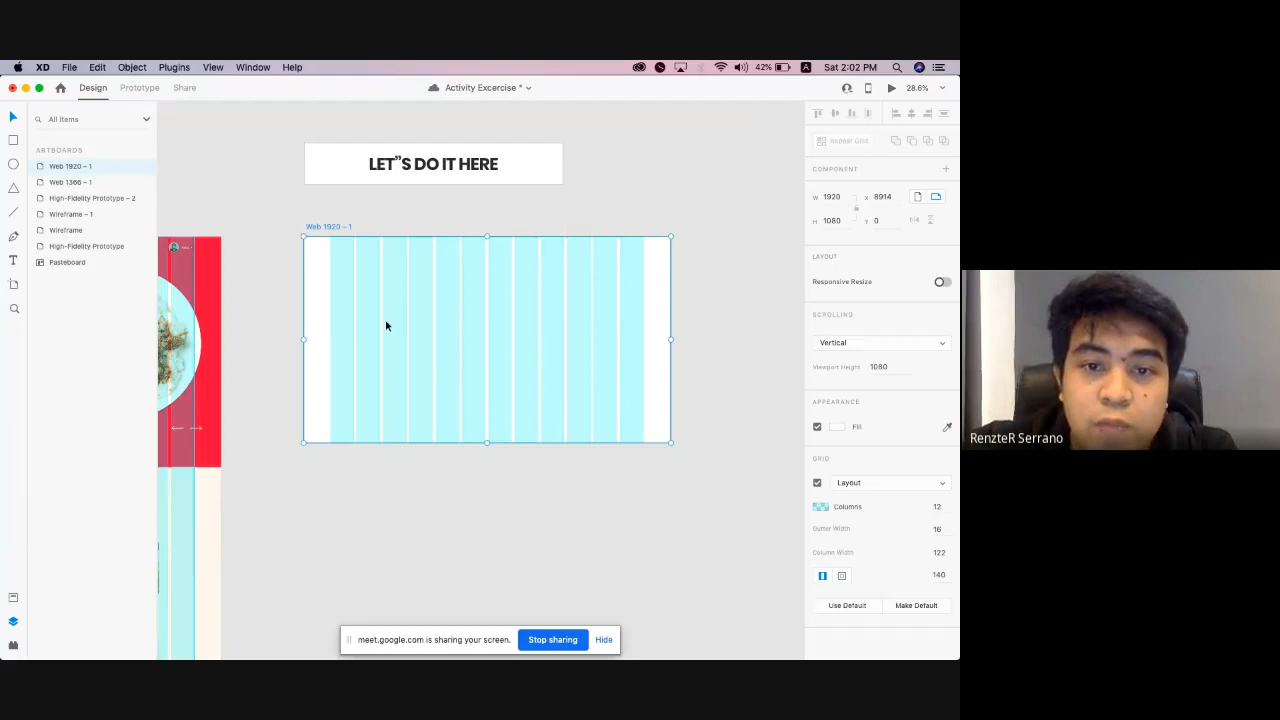 XD File Edit Object Plugins View Window Help
42% A Sat 2:02 PM
Design Prototype Share
Activity Excercise *
28.6%
All Items
ARTBOARDS
Web 1920 – 1
Web 1366 – 1
High-Fidelity Prototype – 2
Wireframe – 1
Wireframe
High-Fidelity Prototype
Pasteboard
LET”S DO IT HERE
Web 1920 – 1
Repeat Grid
COMPONENT
W 1920 X 8914
H 1080 Y 0
LAYOUT
Responsive Resize
SCROLLING
Vertical
Viewport Height 1080
APPEARANCE
Fill
GRID
Layout
Columns 12
Gutter Width 16
Column Width 122
140
Use Default Make Default
meet.google.com is sharing your screen. Stop sharing Hide
RenzteR Serrano